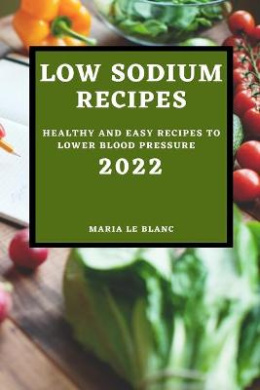 LOW SODIUM
RECIPES
HEALTHY AND EASY RECIPES TO
LOWER BLOOD PRESSURE
2022
MARIA LE BLANC